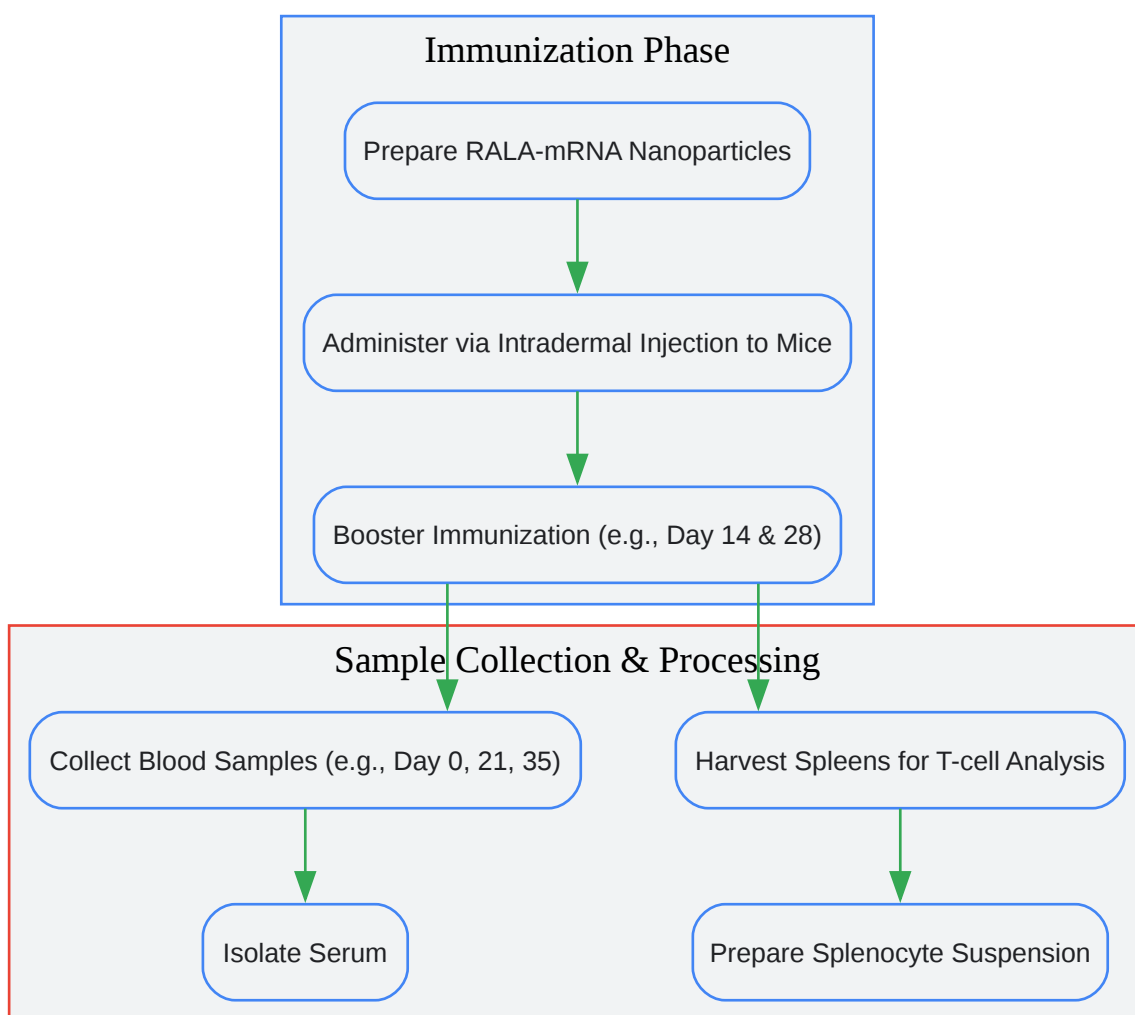 Immunization Phase
Prepare RALA-mRNA Nanoparticles
Administer via Intradermal Injection to Mice
Booster Immunization (e.g., Day 14 & 28)
Sample Collection & Processing
Collect Blood Samples (e.g., Day 0, 21, 35)
Harvest Spleens for T-cell Analysis
Isolate Serum
Prepare Splenocyte Suspension